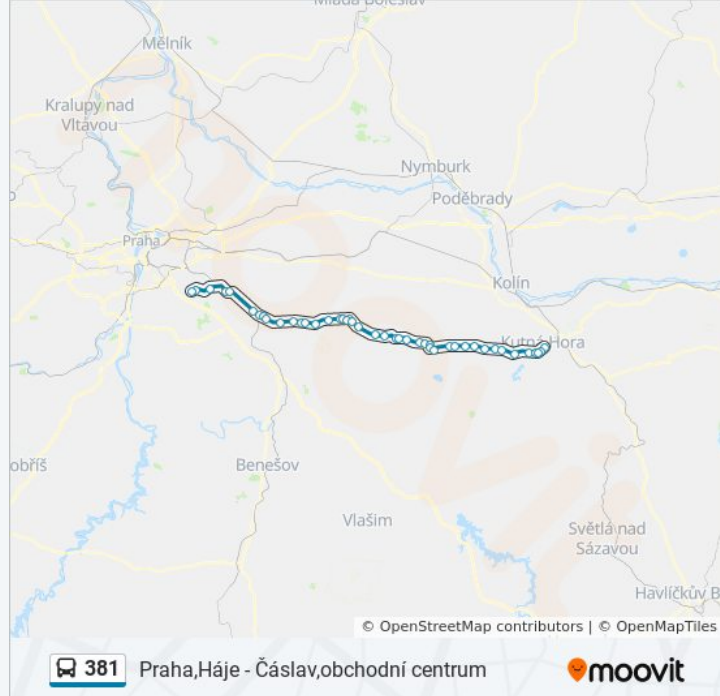 Mladá Boleslav
Mělník
Kralupy nad
Vltavou
Nymburk
Poděbrady
Praha
Kolín
Kutná Hora
obříš
Benešov
Vlašim
Světlá nad
Sázavou
Havlíčkův B
© OpenStreetMap contributors | © OpenMapTiles
381 Praha,Háje - Čáslav,obchodní centrum
moovit